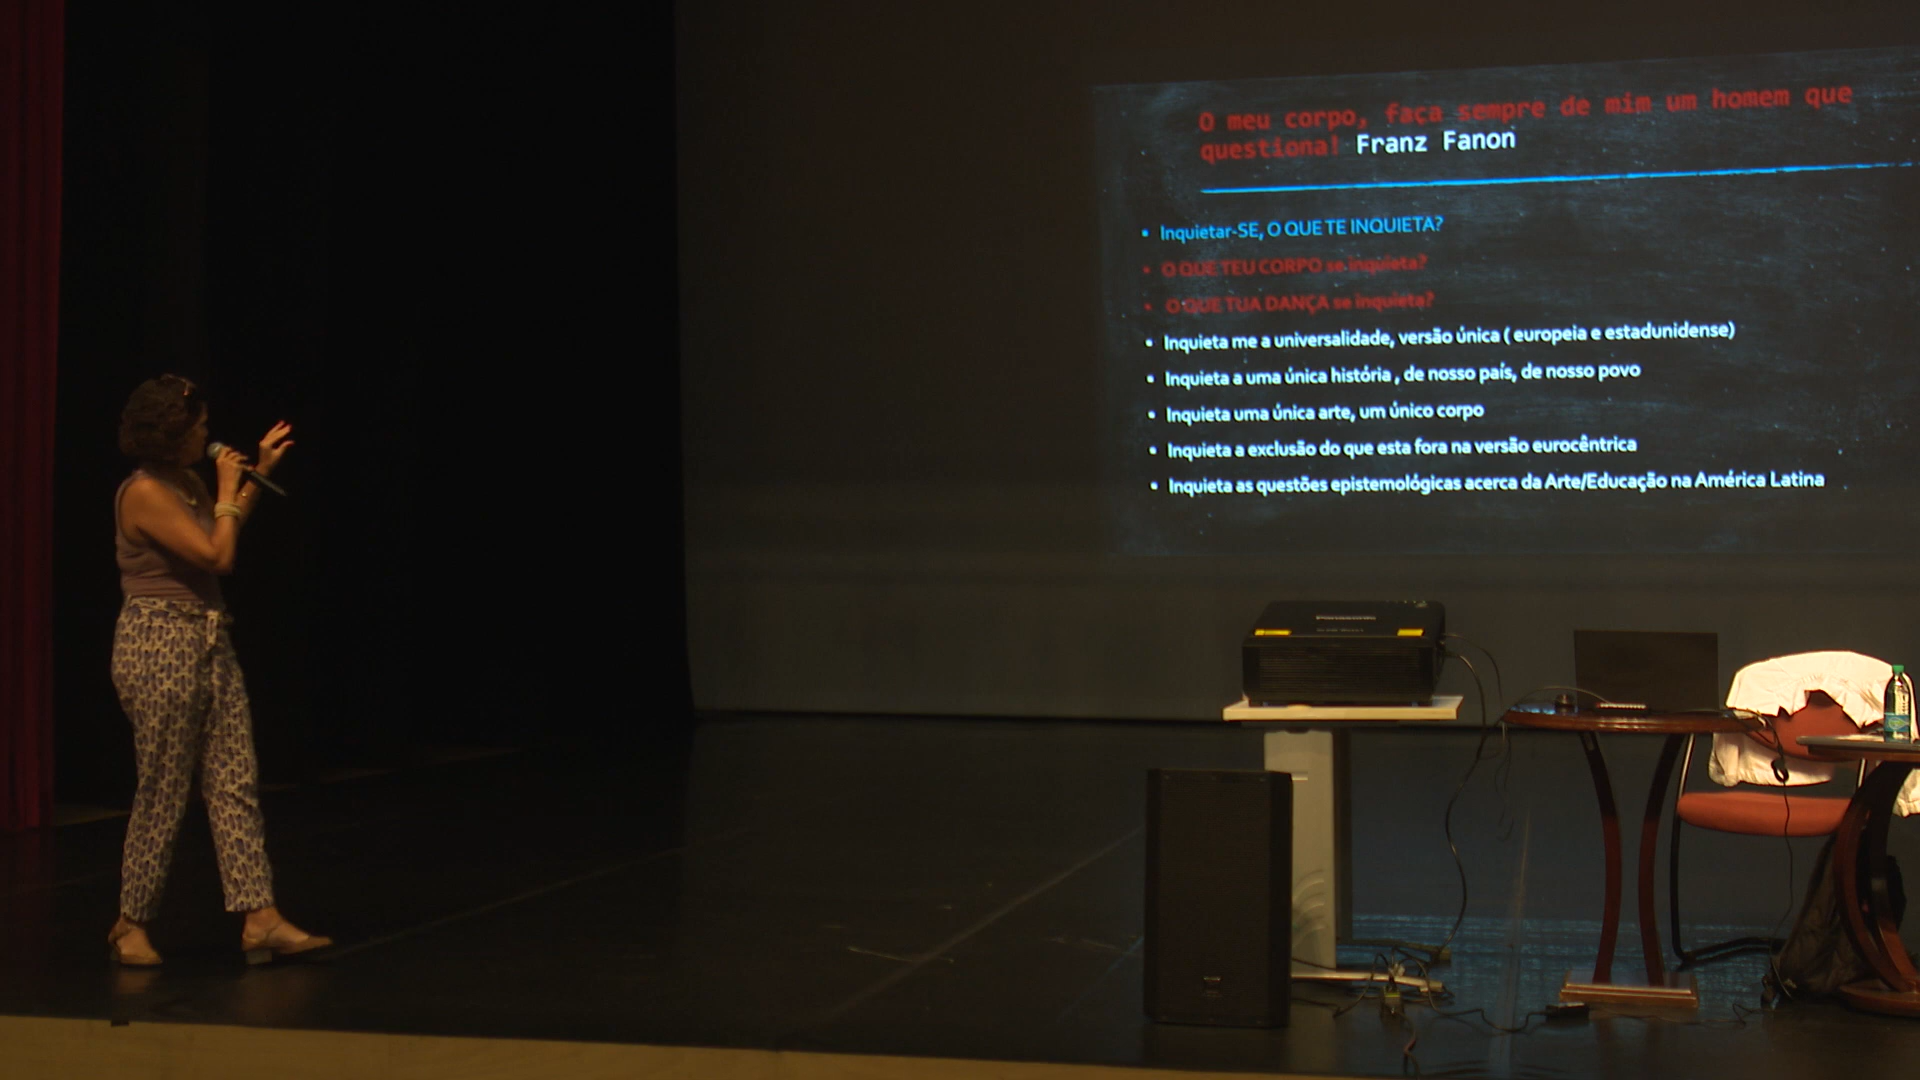 O meu corpo, faça sempre de mim um homem que
questiona! Franz Fanon
• Inquietar-SE, O QUE TE INQUIETA?
• O QUE TEU CORPO se inquieta?
• O QUE TUA DANÇA se inquieta?
• Inquieta me a universalidade, versão única ( europeia e estadunidense)
• Inquieta a uma única história , de nosso país, de nosso povo
• Inquieta uma única arte, um único corpo
• Inquieta a exclusão do que esta fora na versão eurocêntrica
• Inquieta as questões epistemológicas acerca da Arte/Educação na América Latina
Panasonic